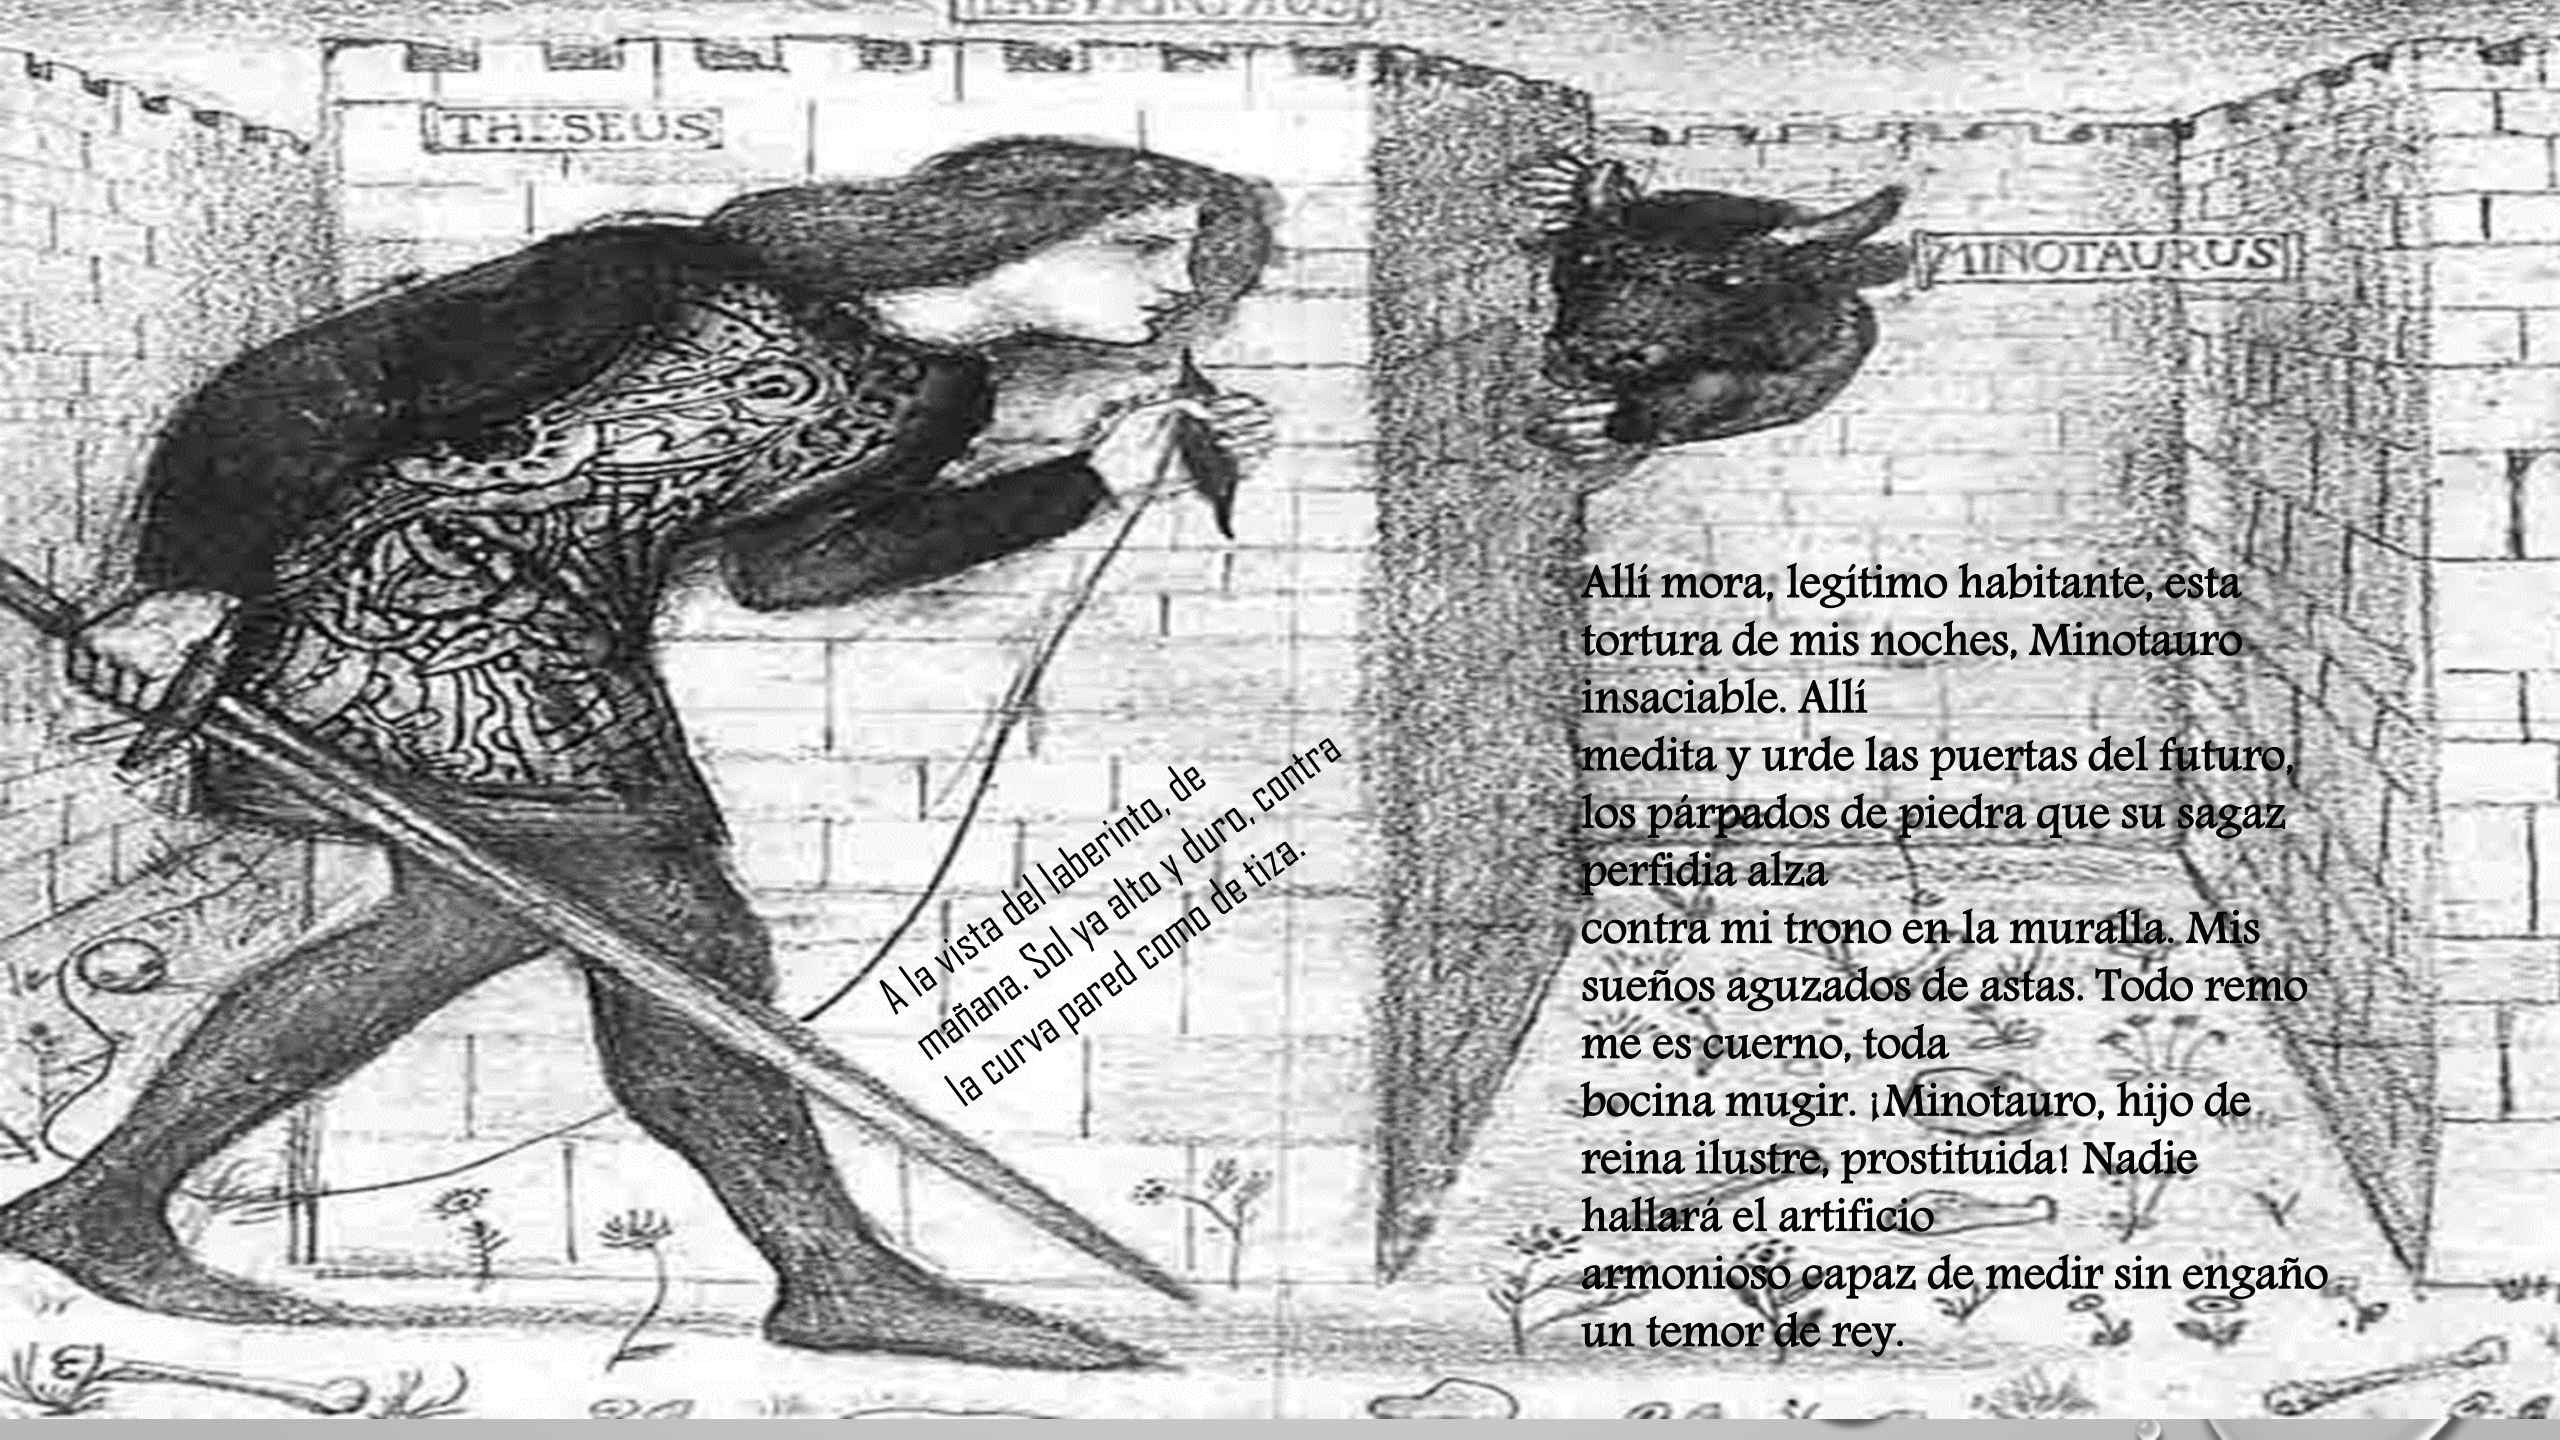 THESEUS
MINOTAURUS
A la vista del laberinto, de
mañana. Sol ya alto y duro, contra
la curva pared como de tiza.
Allí mora, legítimo habitante, esta
tortura de mis noches, Minotauro
insaciable. Allí
medita y urde las puertas del futuro,
los párpados de piedra que su sagaz
perfidia alza
contra mi trono en la muralla. Mis
sueños aguzados de astas. Todo remo
me es cuerno, toda
bocina mugir. ¡Minotauro, hijo de
reina ilustre, prostituida! Nadie
hallará el artificio
armonioso capaz de medir sin engaño
un temor de rey.